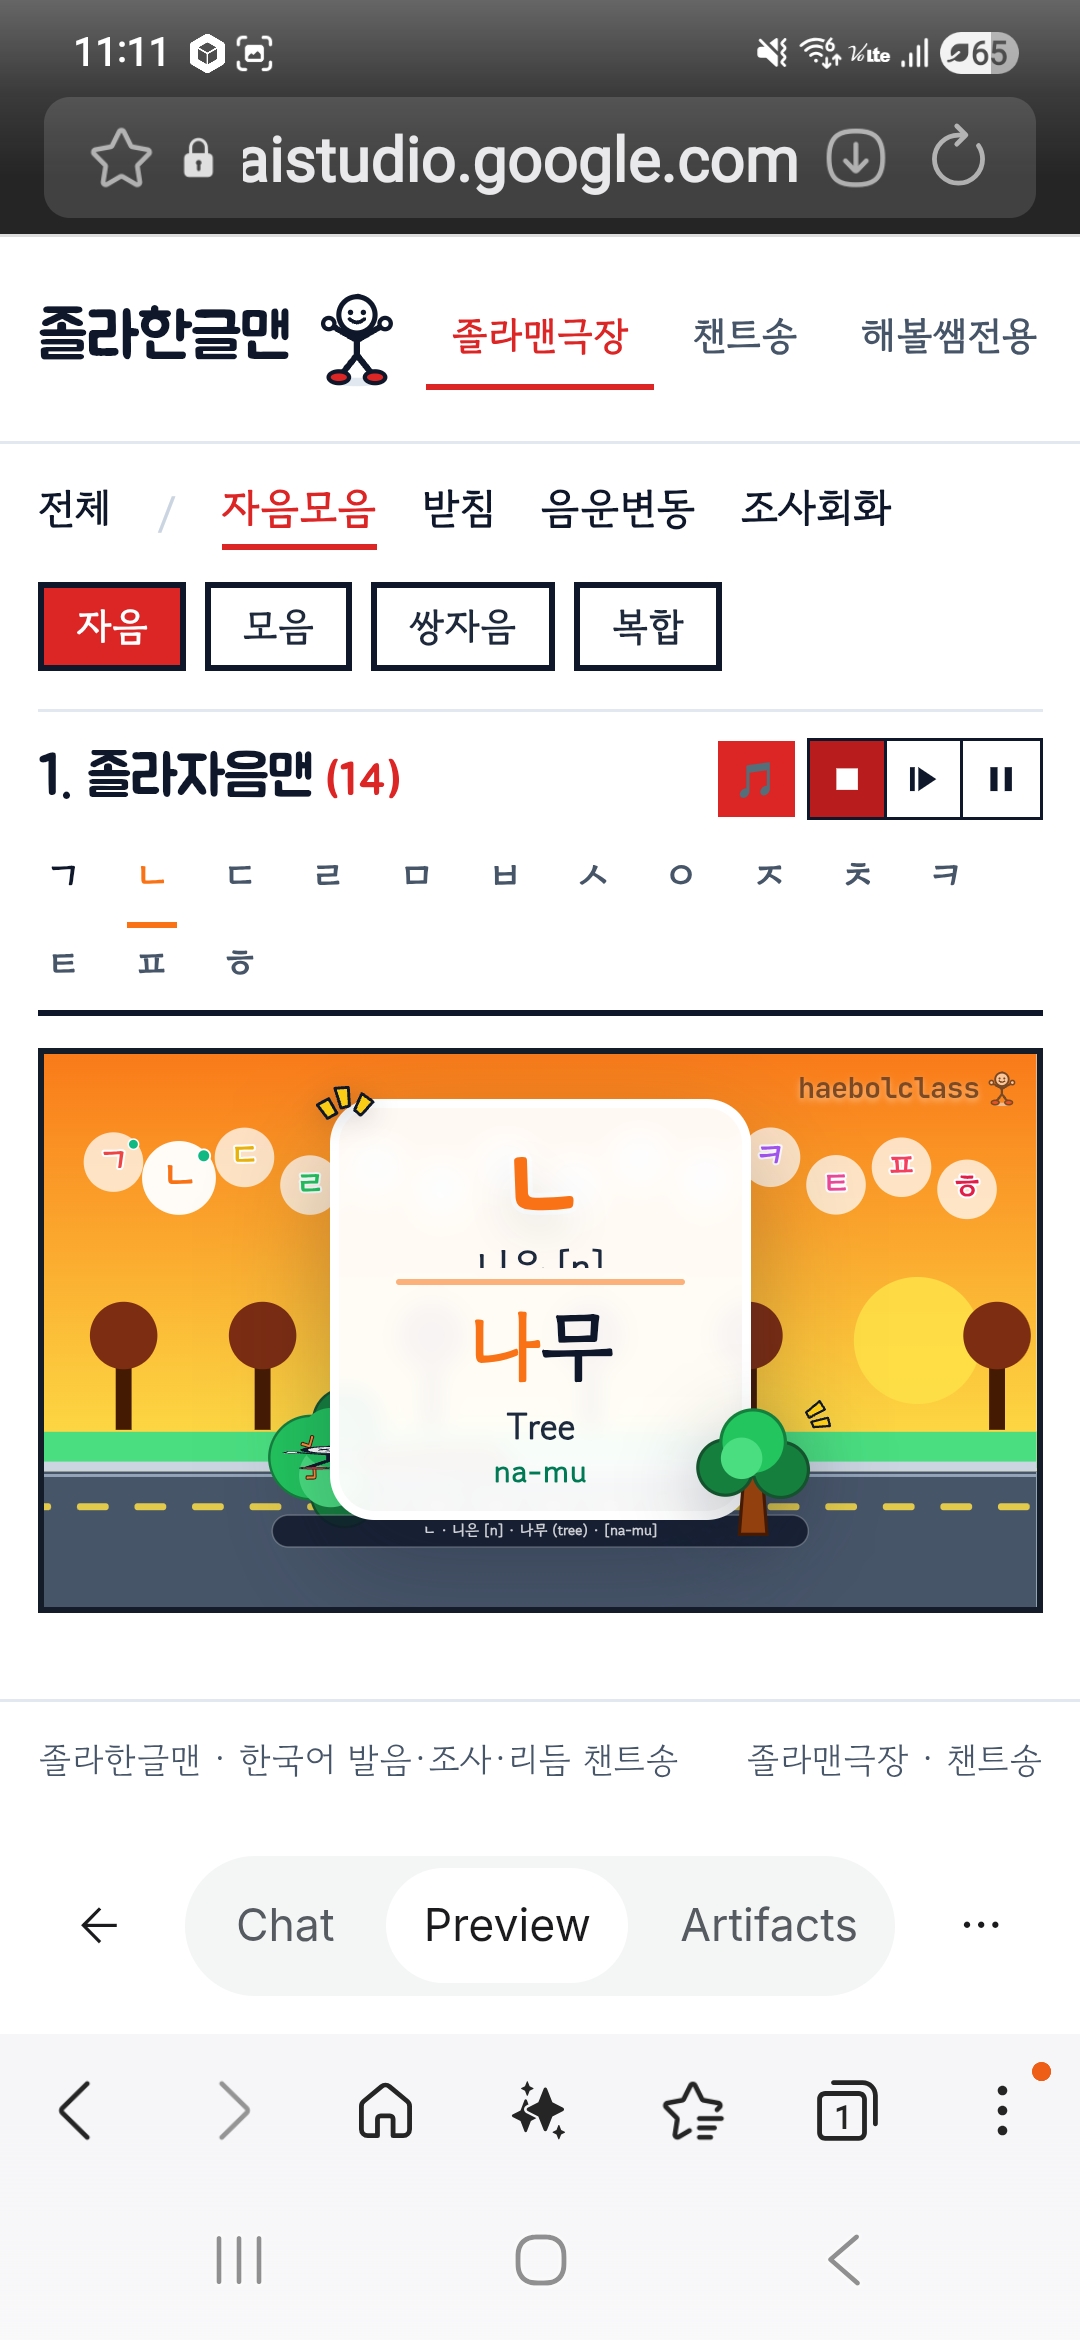 11:11
VoLTE
65
aistudio.google.com
졸라한글맨 졸라맨극장 챈트송 해볼쌤전용
전체 / 자음모음 받침 음운변동 조사회화
자음 모음 쌍자음 복합
1. 졸라자음맨 (14)
ㄱ ㄴ ㄷ ㄹ ㅁ ㅂ ㅅ ㅇ ㅈ ㅊ ㅋ
ㅌ ㅍ ㅎ
haebolclass
ㄱ ㄴ ㄷ ㄹ ㅋ ㅌ ㅍ ㅎ
ㄴ
니은 [n]
나무
Tree
na-mu
ㄴ · 니은 [n] · 나무 (tree) · [na-mu]
졸라한글맨 · 한국어 발음·조사·리듬 챈트송 졸라맨극장 · 챈트송
Chat Preview Artifacts
1